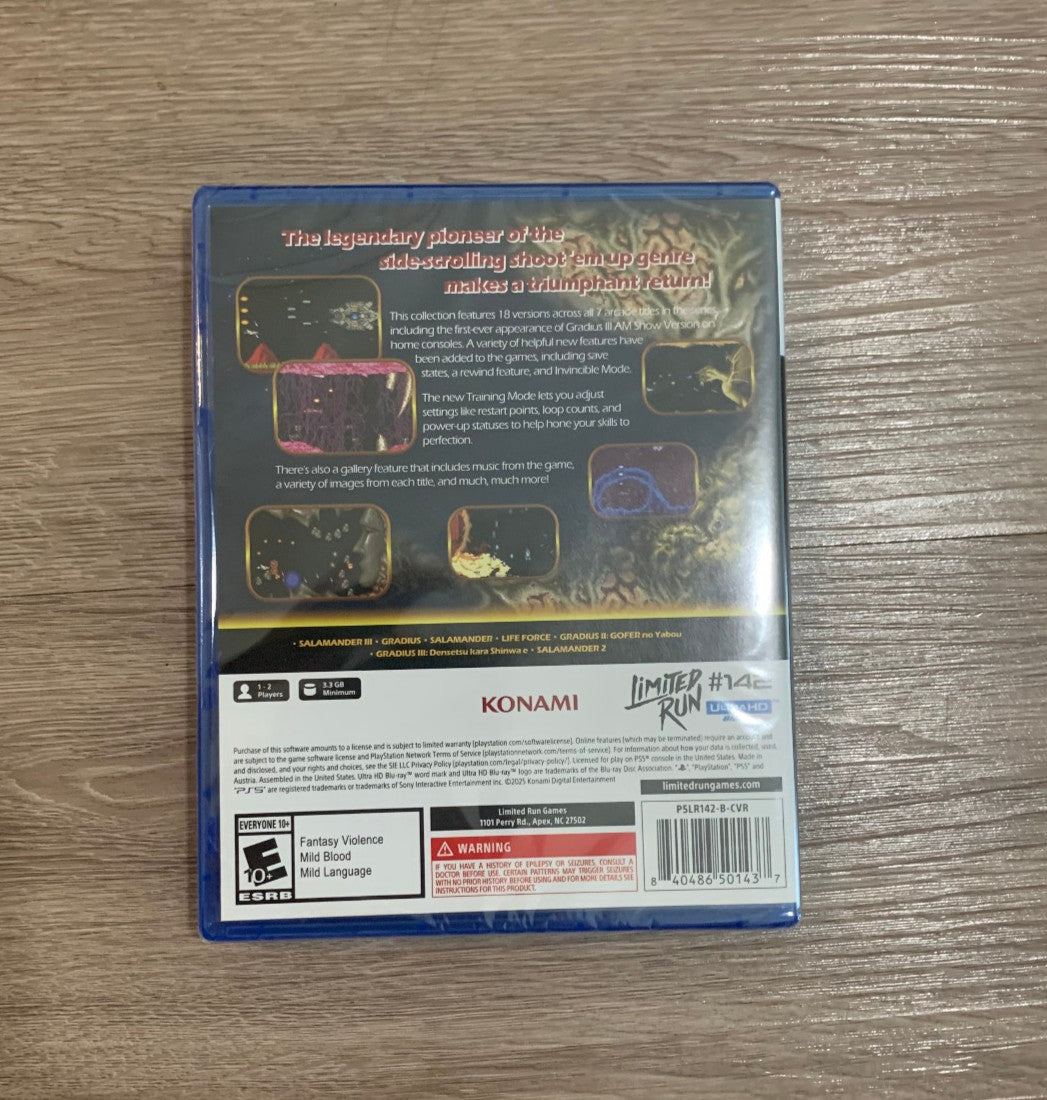 The legendary pioneer of the
side-scrolling shoot 'em up genre
makes a triumphant return!
This collection features 18 versions across all 7 arcade titles in the series,
including the first-ever appearance of Gradius III AM Show Version on
home consoles. A variety of helpful new features have
been added to the games, including save
states, a rewind feature, and Invincible Mode.
The new Training Mode lets you adjust
settings like restart points, loop counts, and
power-up statuses to help hone your skills to
perfection.
There's also a gallery feature that includes music from the game,
a variety of images from each title, and much, much more!
• SALAMANDER III • GRADIUS • SALAMANDER • LIFE FORCE • GRADIUS II: GOFER no Yabou
• GRADIUS III: Densetsu kara Shinwa e • SALAMANDER 2
1 - 2
Players
3.3 GB
Minimum
KONAMI
LIMITED
RUN
#142
ULTRA HD
Purchase of this software amounts to a license and is subject to limited warranty (playstation.com/softwarelicense). Online features (which may be terminated) require an account and
are subject to the game software license and PlayStation Network Terms of Service (playstationnetwork.com/terms-of-service). For information about how your data is collected, used,
and disclosed, and your rights and choices, see the SIE LLC Privacy Policy (playstation.com/legal/privacy-policy/). Licensed for play on PS5® console in the United States. Made in
Austria. Assembled in the United States. Ultra HD Blu-ray™ word mark and Ultra HD Blu-ray™ logo are trademarks of the Blu-ray Disc Association. "PlayStation", "PS5" and
"PS5" are registered trademarks or trademarks of Sony Interactive Entertainment Inc. ©2025 Konami Digital Entertainment
limitedrungames.com
EVERYONE 10+
E
10+
ESRB
Fantasy Violence
Mild Blood
Mild Language
Limited Run Games
1101 Perry Rd., Apex, NC 27502
WARNING
IF YOU HAVE A HISTORY OF EPILEPSY OR SEIZURES, CONSULT A
DOCTOR BEFORE USE. CERTAIN PATTERNS MAY TRIGGER SEIZURES
WITH NO PRIOR HISTORY. BEFORE USING AND FOR MORE DETAILS SEE
INSTRUCTIONS FOR THIS PRODUCT.
P5LR142-B-CVR
8 40486 50143 7